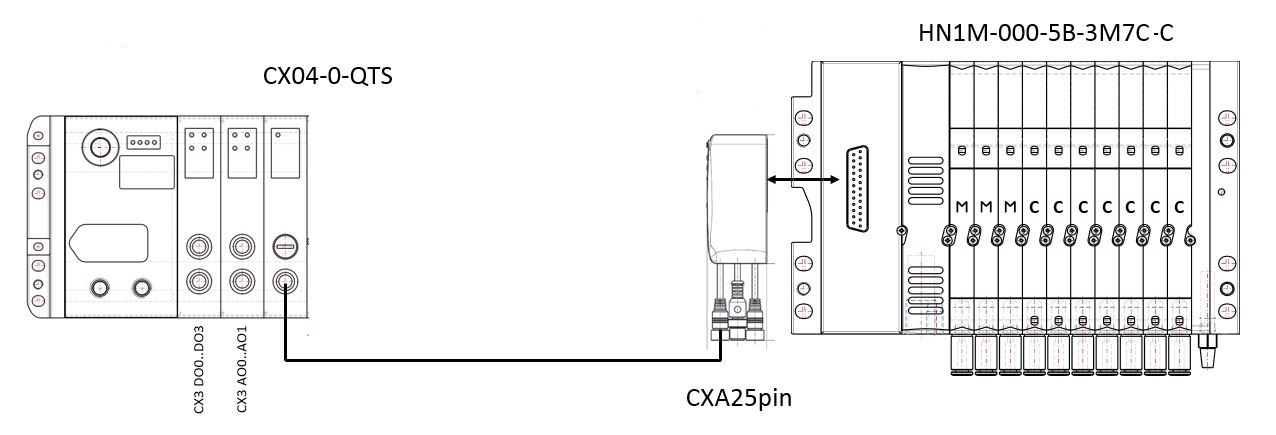 HN1M-000-5B-3M7C-C
CX04-0-QTS
M M M C C C C C C C
CX3 DO0..DO3
CX3 AO0..AO1
CXA25pin